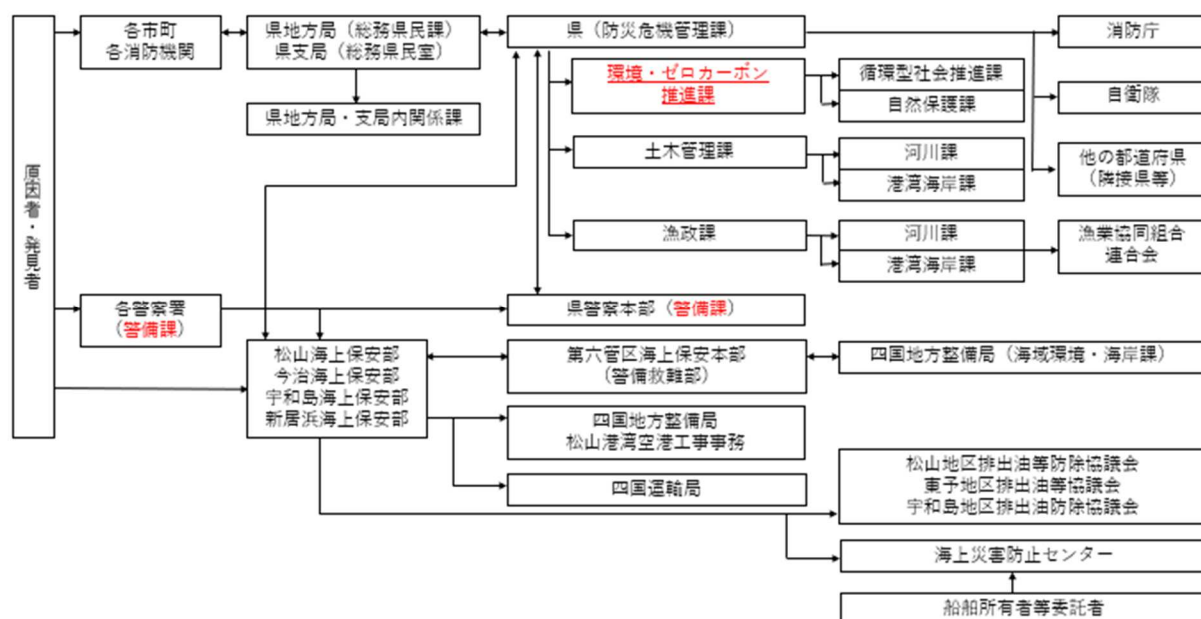 原因者・発見者
各市町
各消防機関
県地方局（総務県民課）
県支局（総務県民室）
県（防災危機管理課）
消防庁
環境・ゼロカーボン
推進課
循環型社会推進課
自然保護課
自衛隊
県地方局・支局内関係課
土木管理課
河川課
港湾海岸課
他の都道府県
（隣接県等）
漁政課
河川課
港湾海岸課
漁業協同組合
連合会
各警察署
（警備課）
県警察本部（警備課）
松山海上保安部
今治海上保安部
宇和島海上保安部
新居浜海上保安部
第六管区海上保安本部
（警備救難部）
四国地方整備局（海域環境・海岸課）
四国地方整備局
松山港湾空港工事事務
四国運輸局
松山地区排出油等防除協議会
東予地区排出油等協議会
宇和島地区排出油防除協議会
海上災害防止センター
船舶所有者等委託者